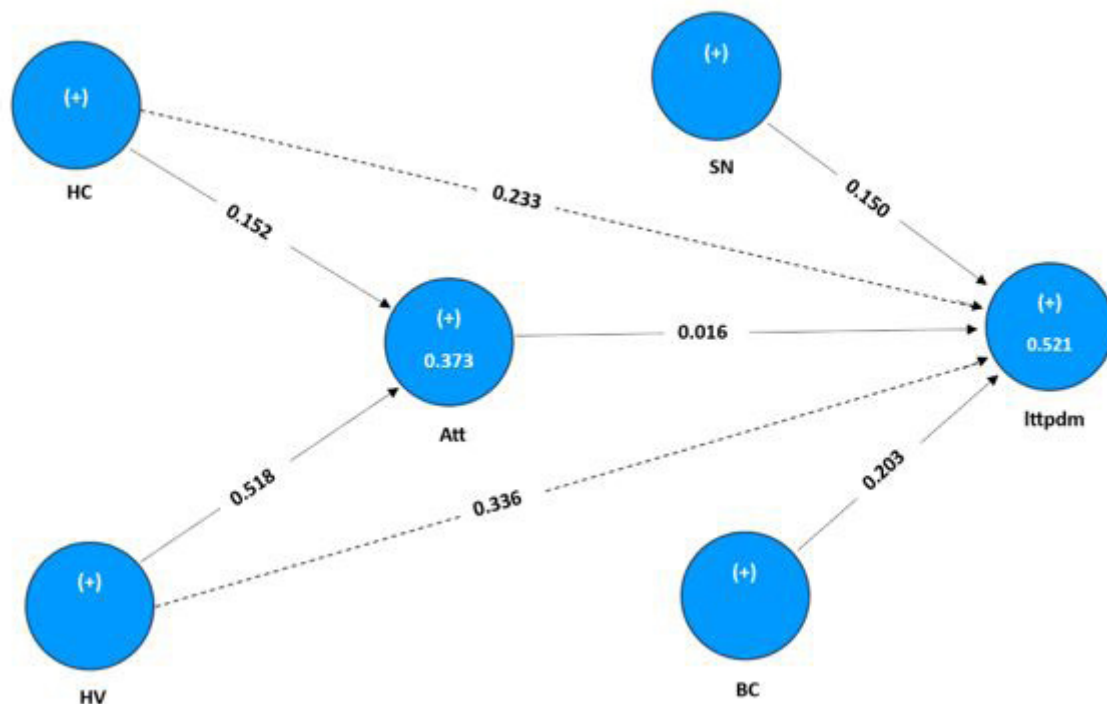 (+)
HC
(+)
SN
0.233
0.150
0.152
(+)
0.373
Att
0.016
(+)
0.521
Ittpdm
0.518
0.336
0.203
(+)
HV
(+)
BC